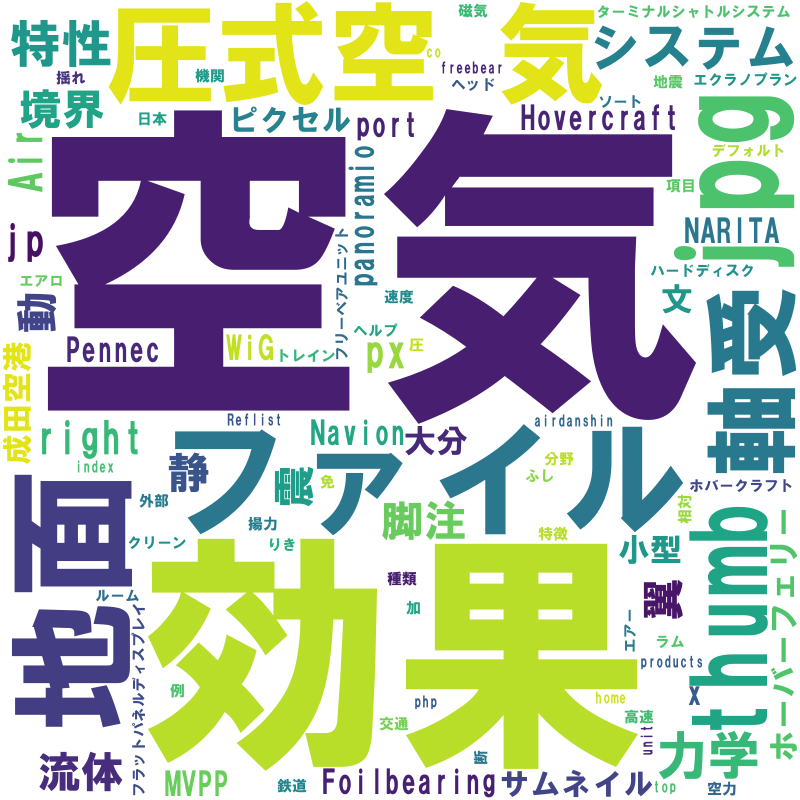 特性
圧式空
気
磁気
ターミナルシャトルシステム
システム
揺れ
機関
co
freebear
ヘッド
地震
エクラノプラン
境界
日本
ピクセル
port
Hovercraft
ソート
jpg
デフォルト
Air
空気
panoramio
項目
NARITA
jp
フリーベアユニット
ハードディスク
エアロ
動
速度
文
軸受
Pennec
WiG
トレイン
ヘルプ
px
圧
成田空港
right
Reflist
Navion
大分
airdanshin
index
ファイル
静
震
免
分野
ふし
ホバークラフト
地面
外部
揚力
脚注
特徴
相対
クリーン
りき
小型
thumb
効果
種類
翼
ルーム
加
エアー
ラム
ホーバーフェリー
フラットパネルディスプレイ
products
例
php
home
x
交通
高速
unit
力学
流体
断
MVPP
鉄道
Foilbearing
サムネイル
top
空力